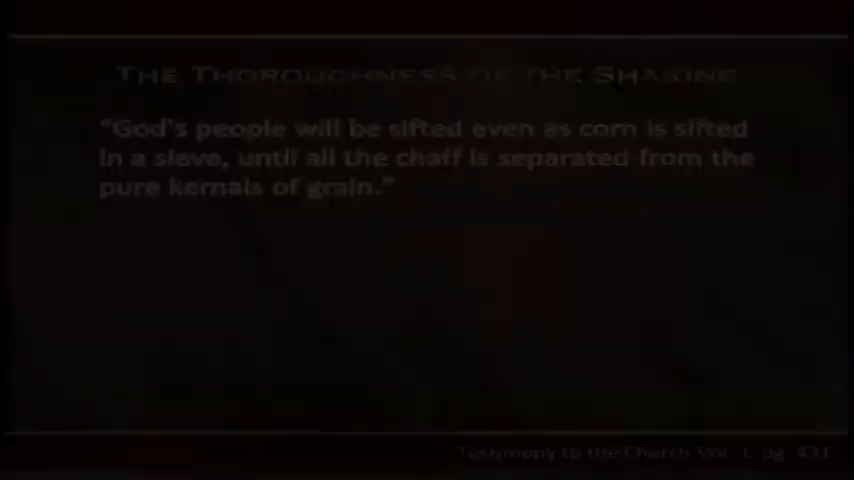 The Thoroughness of the Shaking
"God's people will be sifted even as corn is sifted
in a sieve, until all the chaff is separated from the
pure kernals of grain."
Testimony to the Church Vol. 1, pg. 431